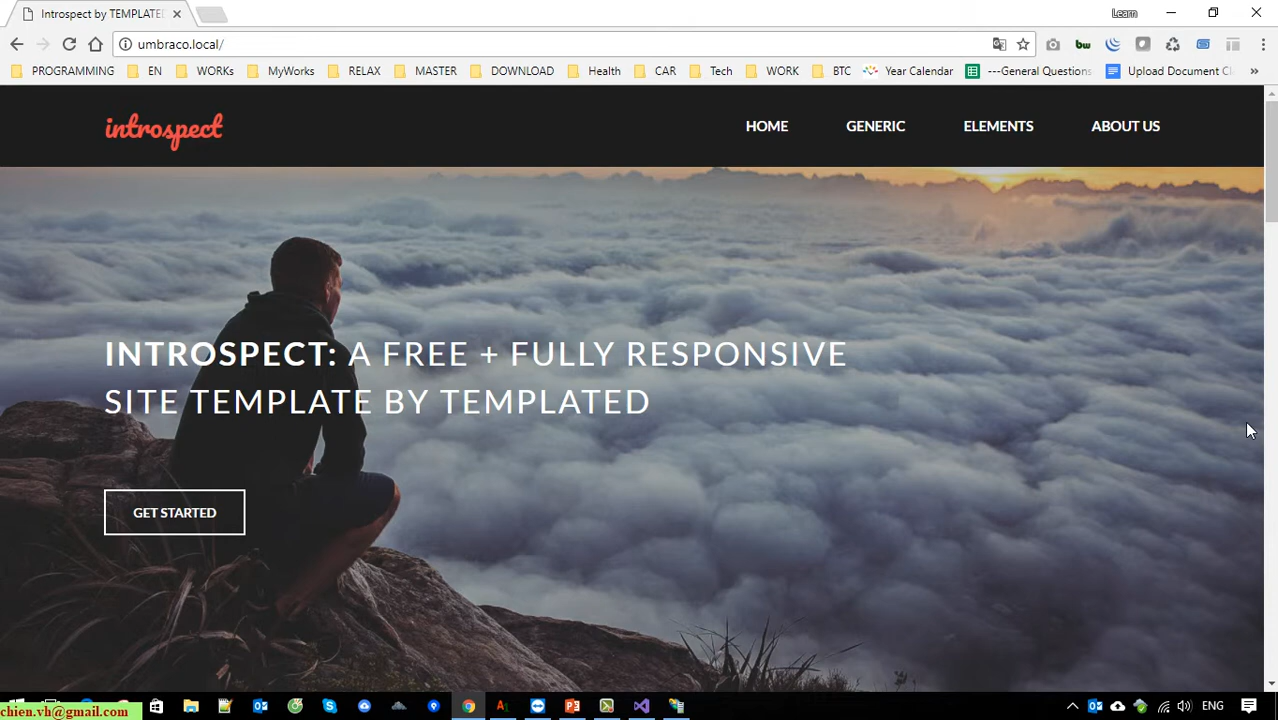 Introspect by TEMPLATED
Learn
umbraco.local/
PROGRAMMING EN WORKs MyWorks RELAX MASTER DOWNLOAD Health CAR Tech WORK BTC Year Calendar ---General Questions Upload Document
introspect
HOME GENERIC ELEMENTS ABOUT US
INTROSPECT: A FREE + FULLY RESPONSIVE
SITE TEMPLATE BY TEMPLATED
GET STARTED
chien.vh@gmail.com
ENG